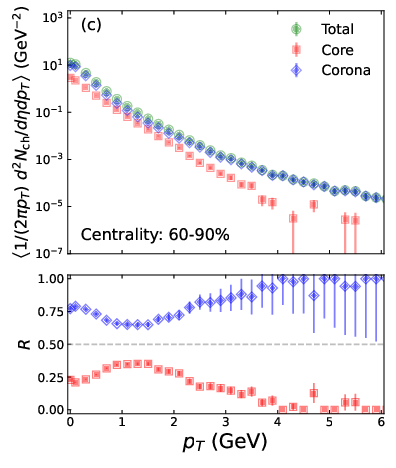 (c)
Total
Core
Corona
⟨1/(2πp_T) d²N_ch/dηdp_T⟩ (GeV⁻²)
10³
10¹
10⁻¹
10⁻³
10⁻⁵
10⁻⁷
Centrality: 60-90%
R
1.00
0.75
0.50
0.25
0.00
0 1 2 3 4 5 6
p_T (GeV)